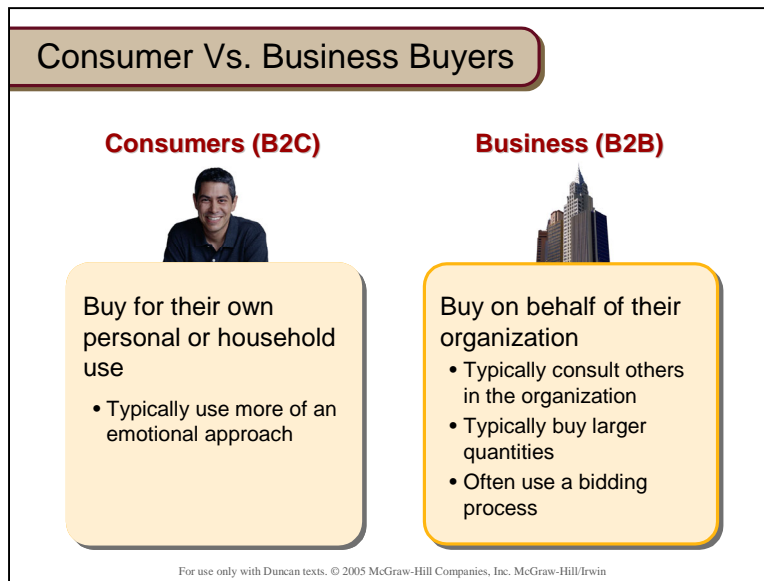 Consumer Vs. Business Buyers
Consumers (B2C)
Buy for their own
personal or household
use
• Typically use more of an
emotional approach
Business (B2B)
Buy on behalf of their
organization
• Typically consult others
in the organization
• Typically buy larger
quantities
• Often use a bidding
process
For use only with Duncan texts. © 2005 McGraw-Hill Companies, Inc. McGraw-Hill/Irwin